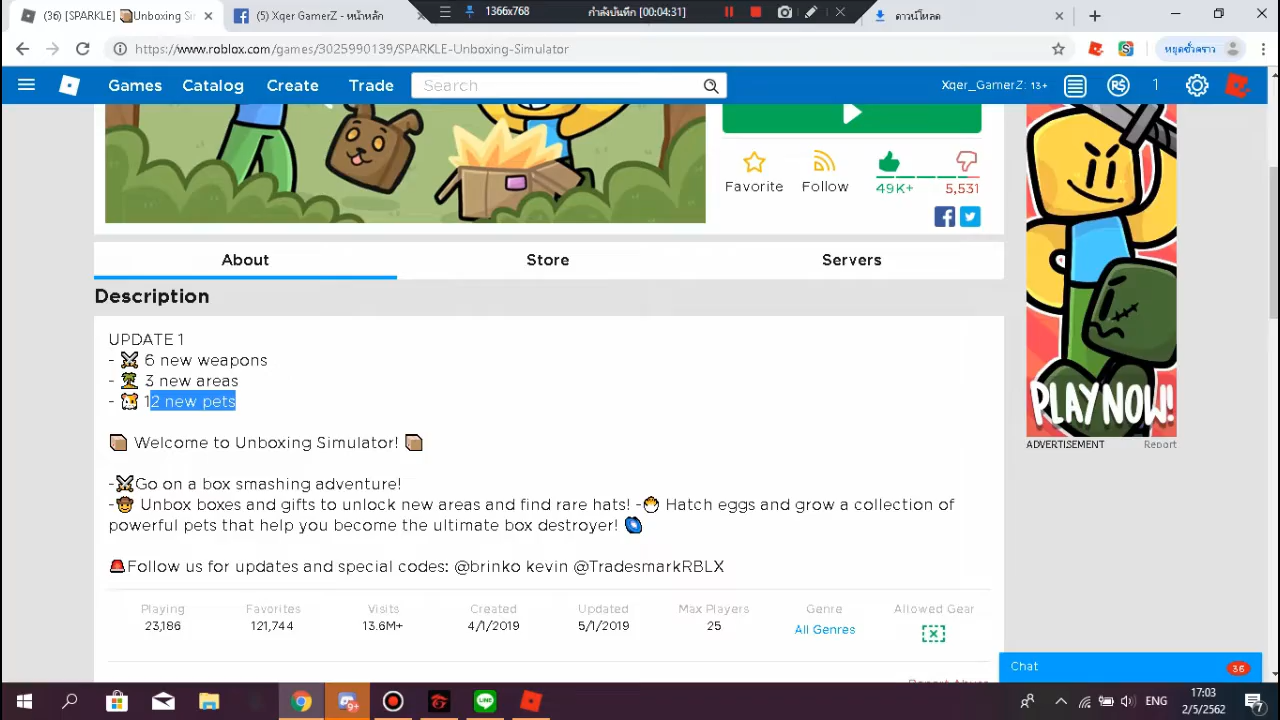 (36) [SPARKLE] Unboxing Si
(5) Xqer GamerZ - หน้าหลัก
1366x768
กำลังบันทึก [00:04:31]
ดาวน์โหลด
https://www.roblox.com/games/3025990139/SPARKLE-Unboxing-Simulator
หยุดชั่วคราว
Games Catalog Create Trade Search Xqer_GamerZ: 13+ 1
Favorite Follow 49K+ 5,531
About Store Servers
Description
UPDATE 1
- 6 new weapons
- 3 new areas
- 12 new pets
Welcome to Unboxing Simulator!
-Go on a box smashing adventure!
- Unbox boxes and gifts to unlock new areas and find rare hats! - Hatch eggs and grow a collection of
powerful pets that help you become the ultimate box destroyer!
Follow us for updates and special codes: @brinko kevin @TradesmarkRBLX
Playing Favorites Visits Created Updated Max Players Genre Allowed Gear
23,186 121,744 13.6M+ 4/1/2019 5/1/2019 25 All Genres
PLAY NOW!
ADVERTISEMENT Report
Report Abuse
Chat 36
ENG
17:03
2/5/2562
7